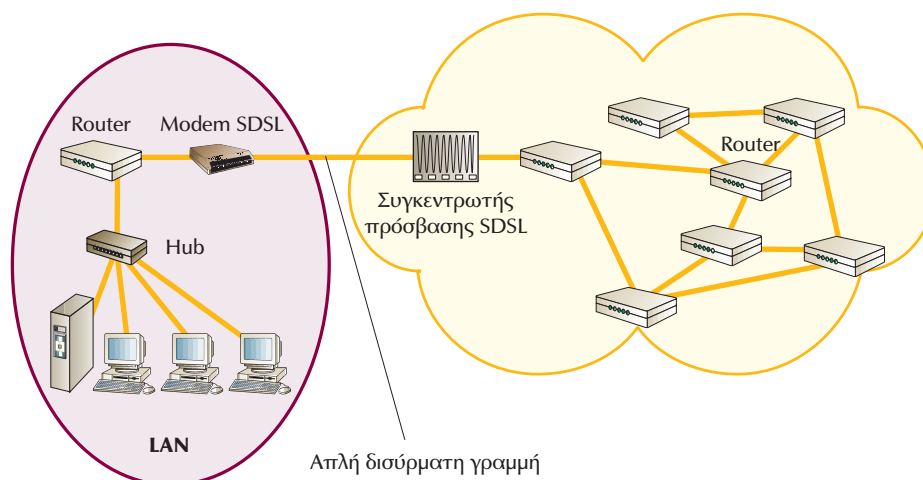 Router
Modem SDSL
Router
Συγκεντρωτής
πρόσβασης SDSL
Hub
LAN
Απλή δισύρματη γραμμή